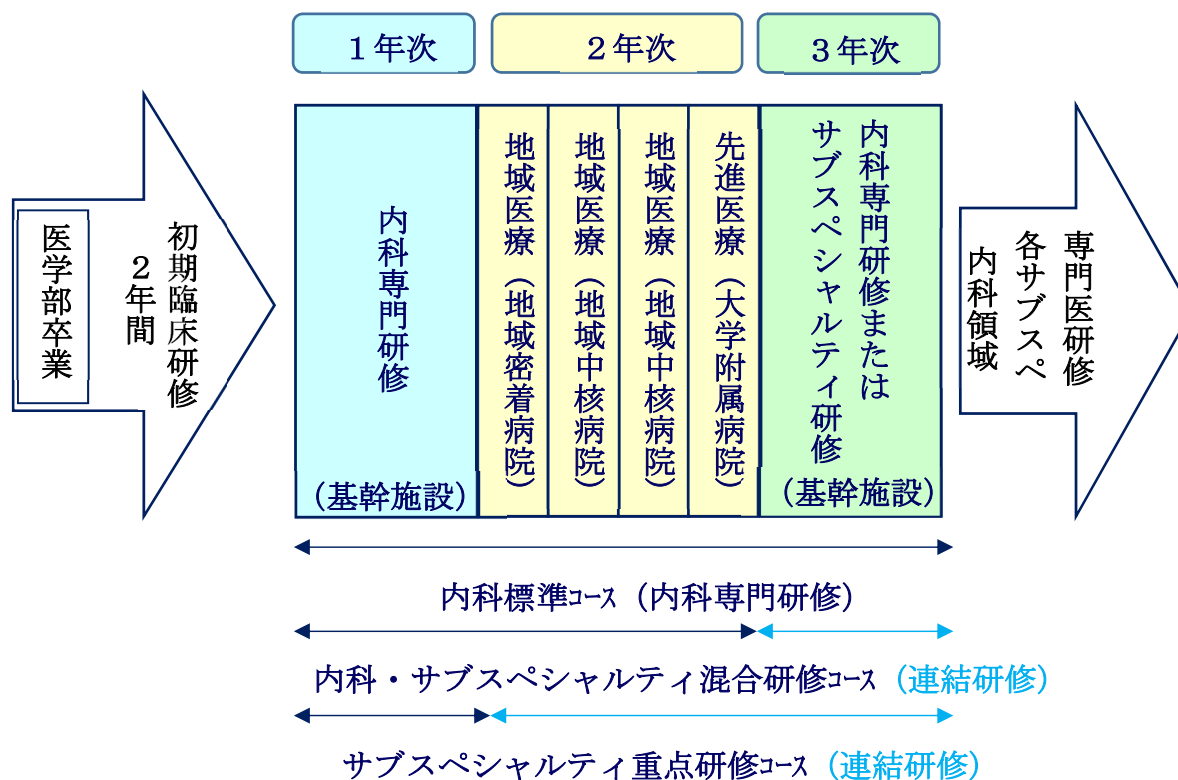 1年次
2年次
3年次
医学部卒業
初期臨床研修
2年間
内科専門研修
(基幹施設)
地域医療(地域密着病院)
地域医療(地域中核病院)
地域医療(地域中核病院)
先進医療(大学附属病院)
内科専門研修または
サブスペシャルティ研修
(基幹施設)
専門医研修
各サブスペ
内科領域
内科標準コース(内科専門研修)
内科・サブスペシャルティ混合研修コース(連結研修)
サブスペシャルティ重点研修コース(連結研修)